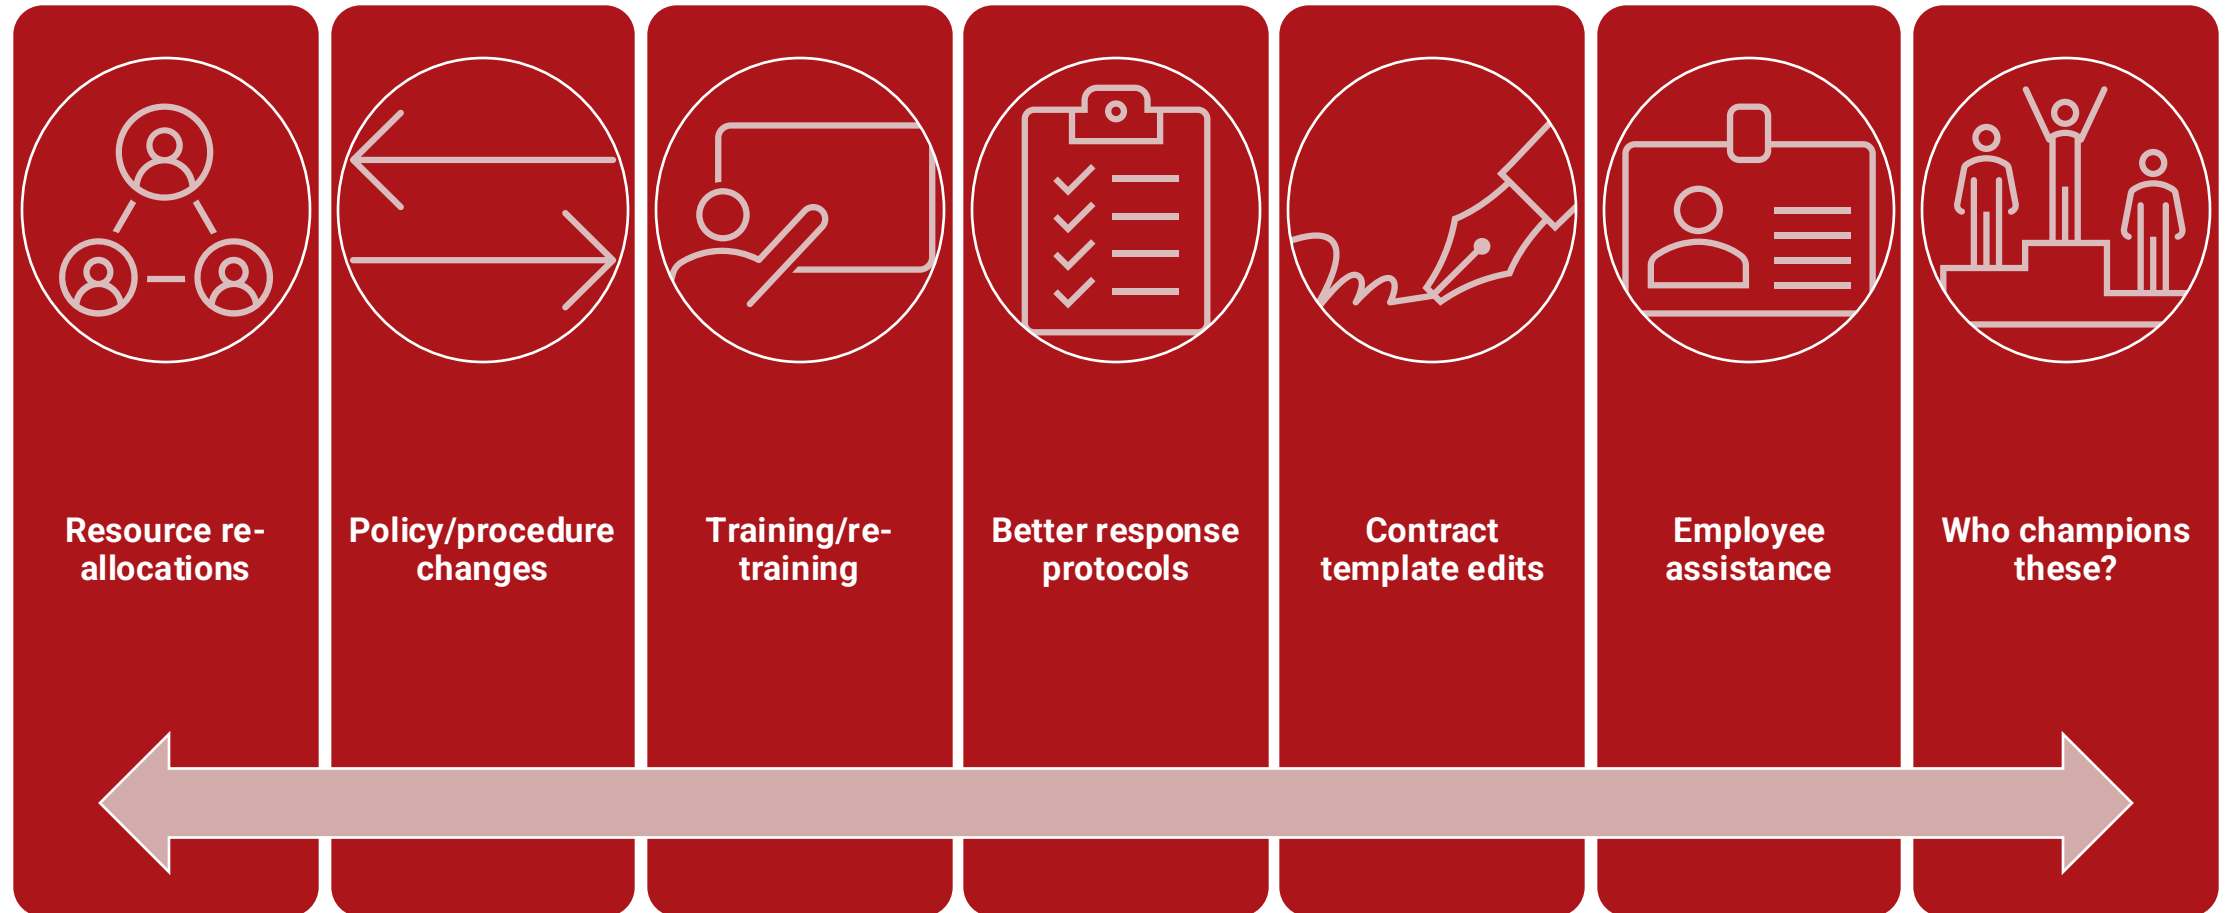 Resource re-
allocations
Policy/procedure
changes
Training/re-
training
Better response
protocols
Contract
template edits
Employee
assistance
Who champions
these?